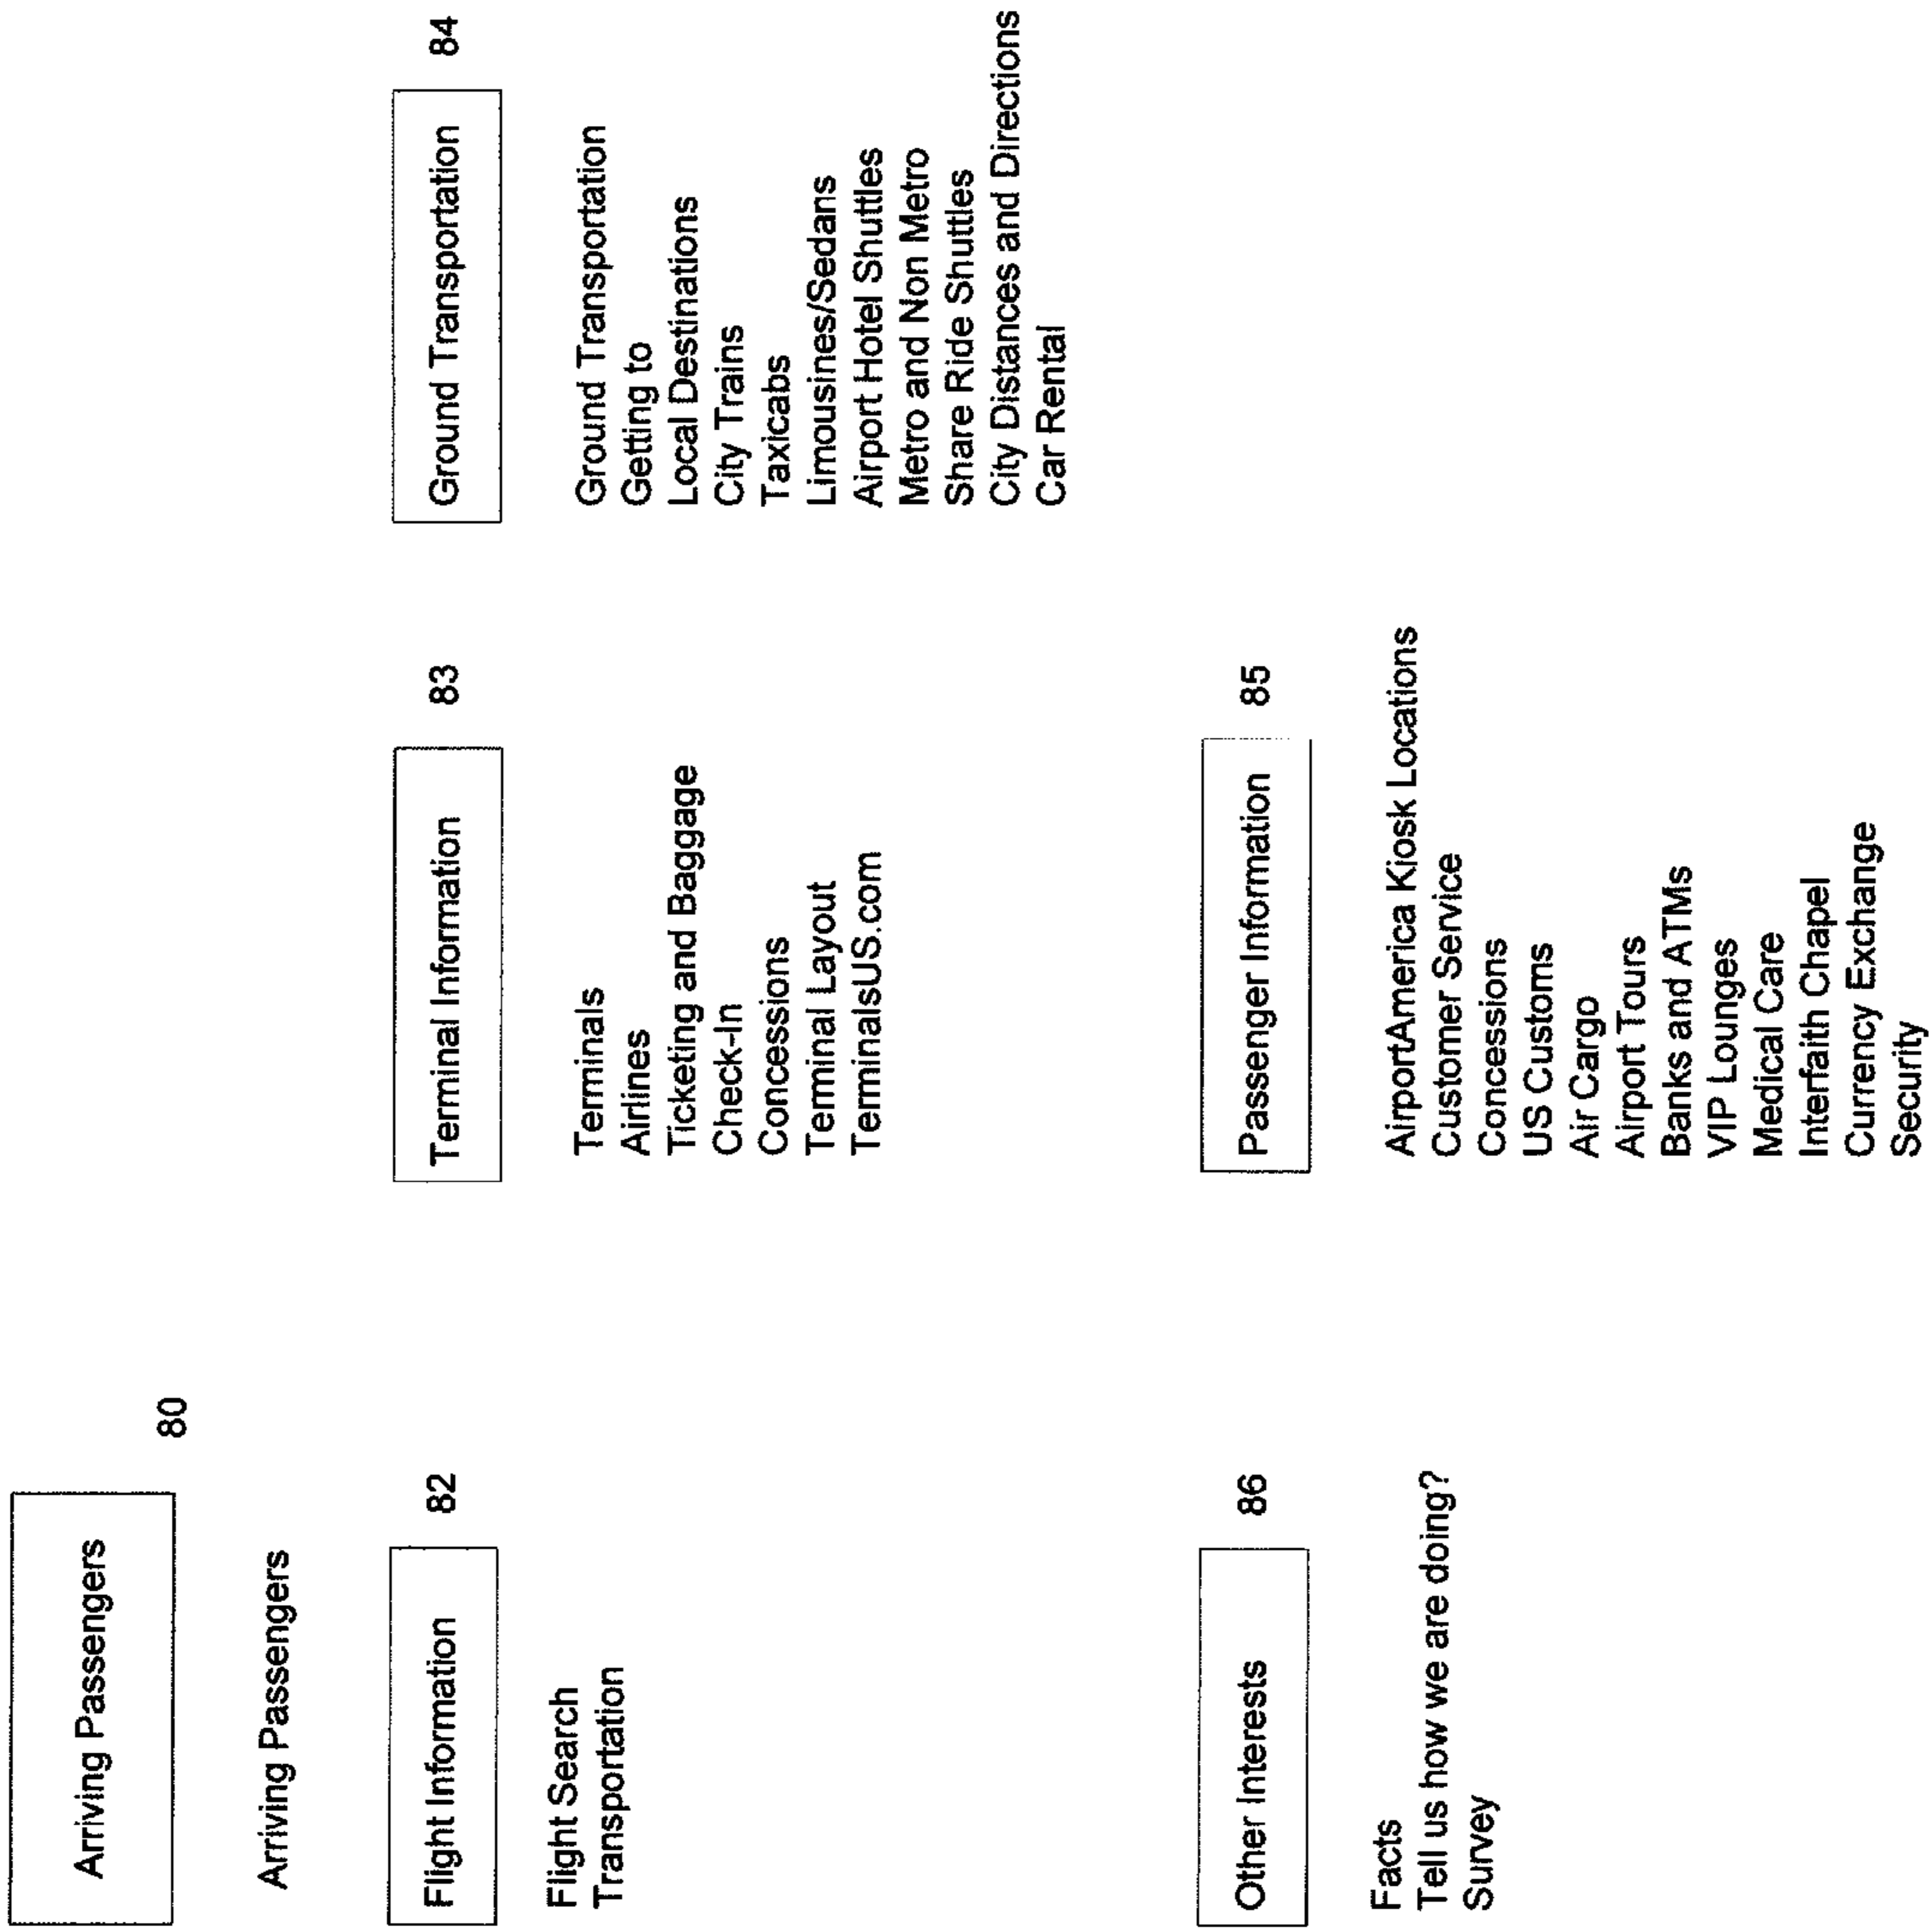 Arriving Passengers
80
Arriving Passengers
Flight Information
82
Flight Search
Transportation
Terminal Information
83
Terminals
Airlines
Ticketing and Baggage
Check-In
Concessions
Terminal Layout
TerminalsUS.com
Ground Transportation
84
Ground Transportation
Getting to
Local Destinations
City Trains
Taxicabs
Limousines/Sedans
Airport Hotel Shuttles
Metro and Non Metro
Share Ride Shuttles
City Distances and Directions
Car Rental
Other Interests
86
Facts
Tell us how we are doing?
Survey
Passenger Information
85
AirportAmerica Kiosk Locations
Customer Service
Concessions
US Customs
Air Cargo
Airport Tours
Banks and ATMs
VIP Lounges
Medical Care
Interfaith Chapel
Currency Exchange
Security